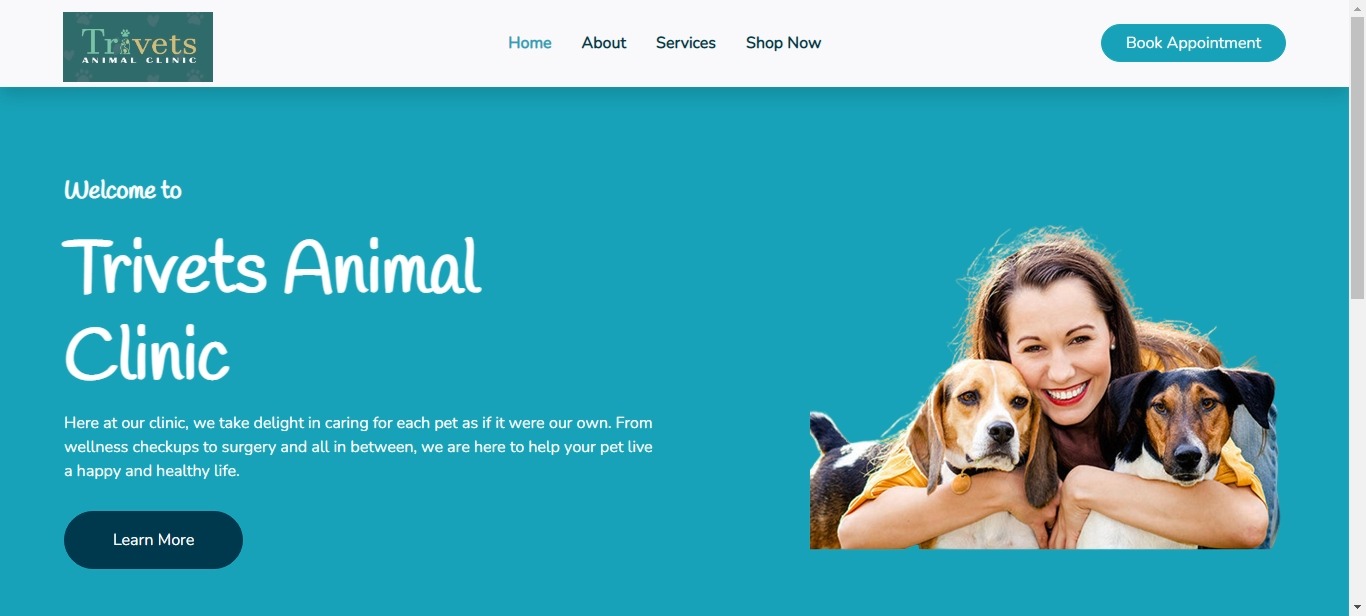 Trivets
ANIMAL CLINIC
Home
About
Services
Shop Now
Book Appointment
Welcome to
Trivets Animal
Clinic
Here at our clinic, we take delight in caring for each pet as if it were our own. From
wellness checkups to surgery and all in between, we are here to help your pet live
a happy and healthy life.
Learn More